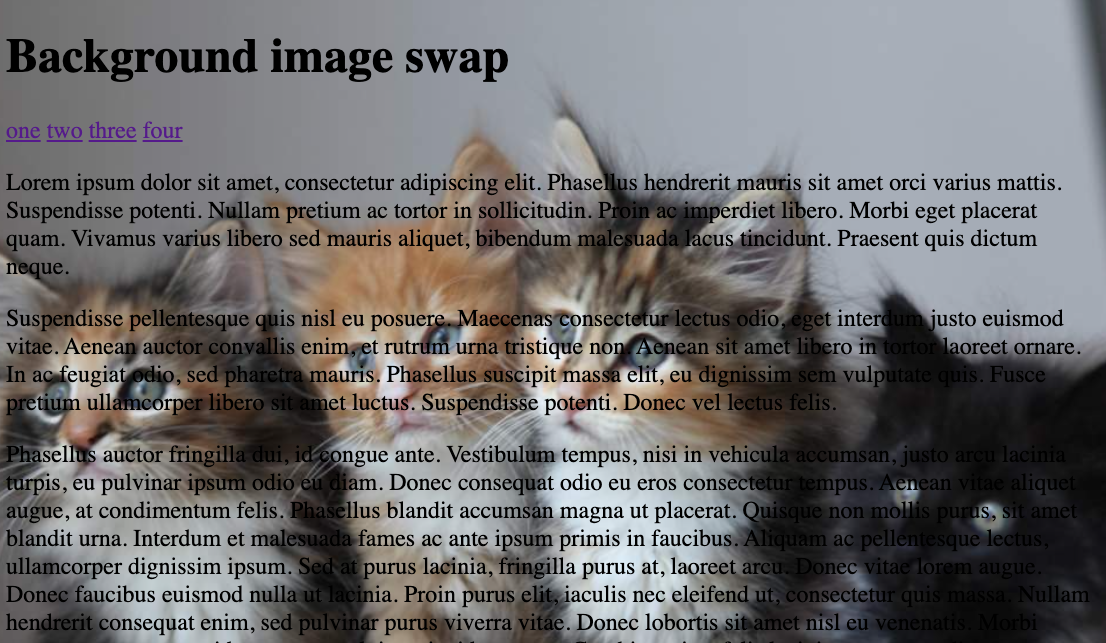 Background image swap
one two three four
Lorem ipsum dolor sit amet, consectetur adipiscing elit. Phasellus hendrerit mauris sit amet orci varius mattis.
Suspendisse potenti. Nullam pretium ac tortor in sollicitudin. Proin ac imperdiet libero. Morbi eget placerat
quam. Vivamus varius libero sed mauris aliquet, bibendum malesuada lacus tincidunt. Praesent quis dictum
neque.
Suspendisse pellentesque quis nisl eu posuere. Maecenas consectetur lectus odio, eget interdum justo euismod
vitae. Aenean auctor convallis enim, et rutrum urna tristique non. Aenean sit amet libero in tortor laoreet ornare.
In ac feugiat odio, sed pharetra mauris. Phasellus suscipit massa elit, eu dignissim sem vulputate quis. Fusce
pretium ullamcorper libero sit amet luctus. Suspendisse potenti. Donec vel lectus felis.
Phasellus auctor fringilla dui, id congue ante. Vestibulum tempus, nisi in vehicula accumsan, justo arcu lacinia
turpis, eu pulvinar ipsum odio eu diam. Donec consequat odio eu eros consectetur tempus. Aenean vitae aliquet
augue, at condimentum felis. Phasellus blandit accumsan magna ut placerat. Quisque non mollis purus, sit amet
blandit urna. Interdum et malesuada fames ac ante ipsum primis in faucibus. Aliquam ac pellentesque lectus,
ullamcorper dignissim ipsum. Sed at purus lacinia, fringilla purus at, laoreet arcu. Donec vitae lorem augue.
Donec faucibus euismod nulla ut lacinia. Proin purus elit, iaculis nec eleifend ut, consectetur quis massa. Nullam
hendrerit consequat enim, sed pulvinar purus viverra vitae. Donec lobortis sit amet nisl eu venenatis. Morbi